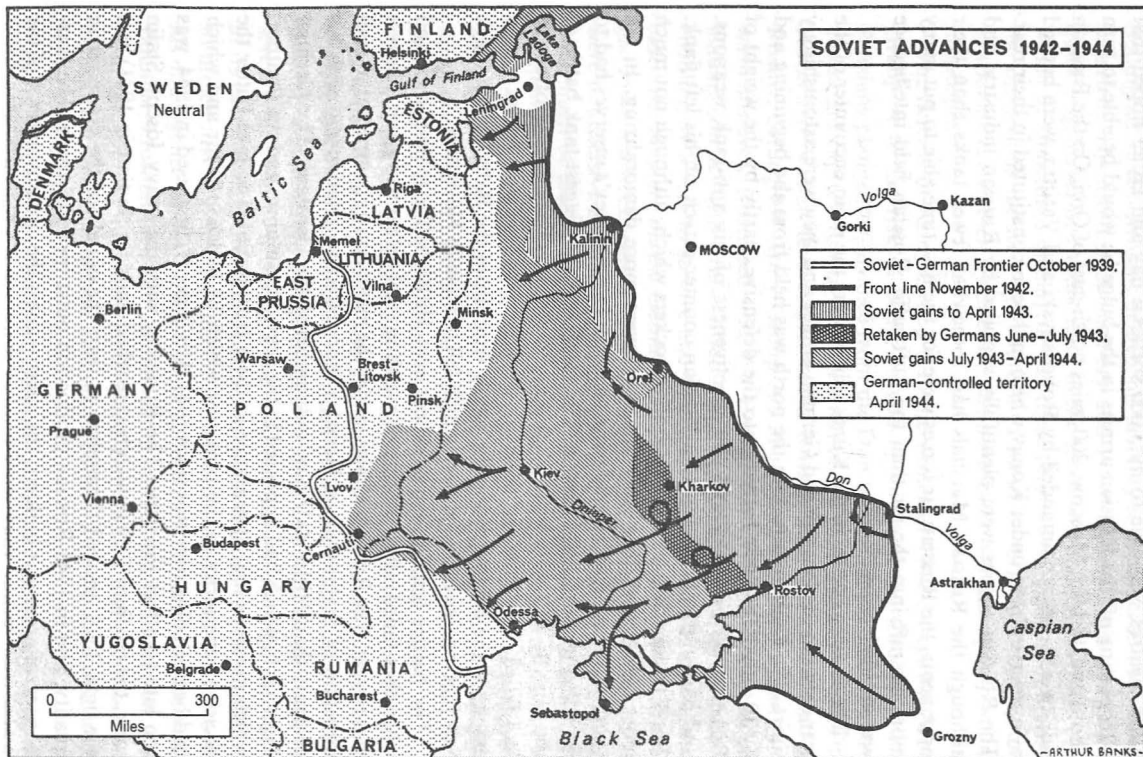 SOVIET ADVANCES 1942–1944
FINLAND
Helsinki
Lake Ladoga
Gulf of Finland
Leningrad
SWEDEN
Neutral
ESTONIA
DENMARK
Baltic Sea
Riga
LATVIA
Memel
LITHUANIA
EAST
PRUSSIA
Vilna
Kalinin
MOSCOW
Volga
Gorki
Kazan
Soviet–German Frontier October 1939.
Front line November 1942.
Soviet gains to April 1943.
Retaken by Germans June–July 1943.
Soviet gains July 1943–April 1944.
German-controlled territory
April 1944.
Berlin
Minsk
Warsaw
Brest-
Litovsk
Pinsk
Orel
GERMANY
POLAND
Prague
Lvov
Kiev
Kharkov
Don
Dnieper
Stalingrad
Volga
Vienna
Cernauti
Budapest
HUNGARY
Astrakhan
Rostov
Odessa
Caspian
Sea
YUGOSLAVIA
Belgrade
RUMANIA
Bucharest
BULGARIA
Sebastopol
Black Sea
Grozny
0 300
Miles
-ARTHUR BANKS-